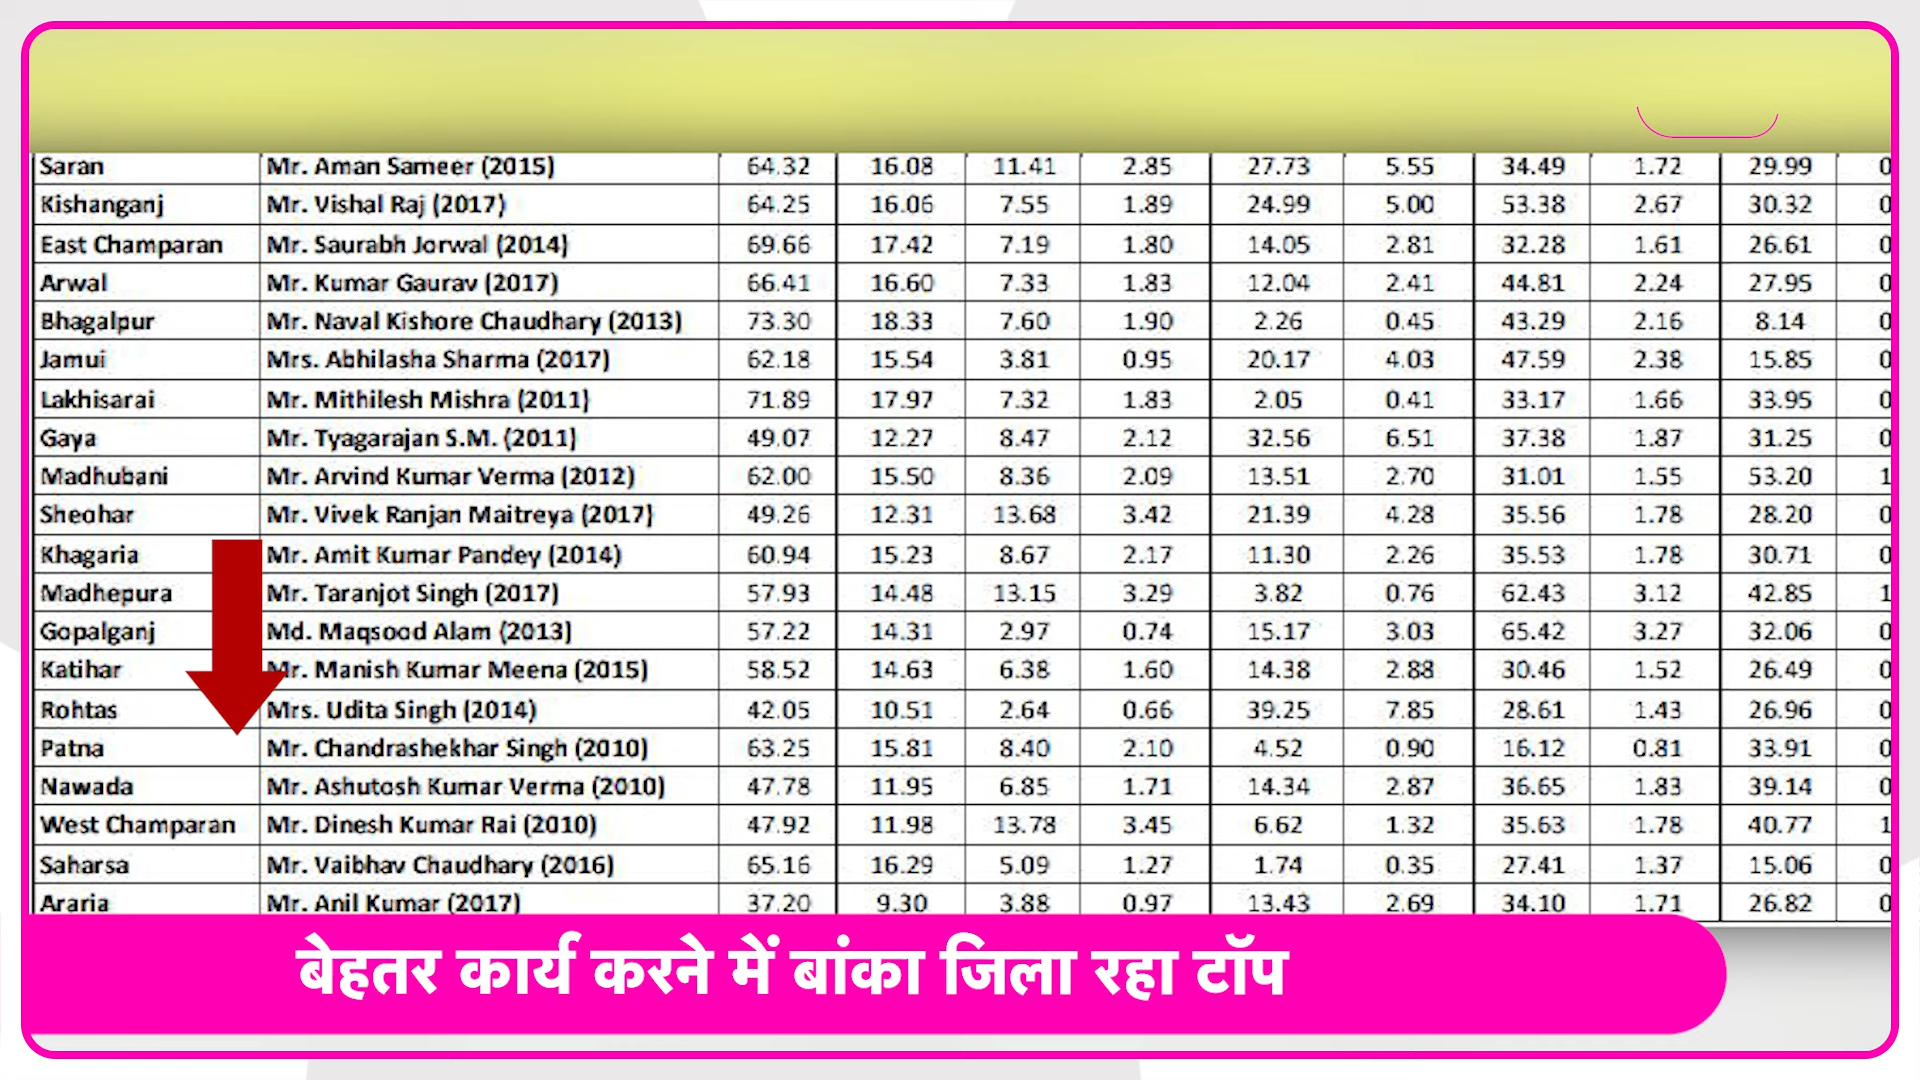 Saran Mr. Aman Sameer (2015) 64.32 16.08 11.41 2.85 27.73 5.55 34.49 1.72 29.99 0
Kishanganj Mr. Vishal Raj (2017) 64.25 16.06 7.55 1.89 24.99 5.00 53.38 2.67 30.32 0
East Champaran Mr. Saurabh Jorwal (2014) 69.66 17.42 7.19 1.80 14.05 2.81 32.28 1.61 26.61 0
Arwal Mr. Kumar Gaurav (2017) 66.41 16.60 7.33 1.83 12.04 2.41 44.81 2.24 27.95 0
Bhagalpur Mr. Naval Kishore Chaudhary (2013) 73.30 18.33 7.60 1.90 2.26 0.45 43.29 2.16 8.14 0
Jamui Mrs. Abhilasha Sharma (2017) 62.18 15.54 3.81 0.95 20.17 4.03 47.59 2.38 15.85 0
Lakhisarai Mr. Mithilesh Mishra (2011) 71.89 17.97 7.32 1.83 2.05 0.41 33.17 1.66 33.95 0
Gaya Mr. Tyagarajan S.M. (2011) 49.07 12.27 8.47 2.12 32.56 6.51 37.38 1.87 31.25 0
Madhubani Mr. Arvind Kumar Verma (2012) 62.00 15.50 8.36 2.09 13.51 2.70 31.01 1.55 53.20 1
Sheohar Mr. Vivek Ranjan Maitreya (2017) 49.26 12.31 13.68 3.42 21.39 4.28 35.56 1.78 28.20 0
Khagaria Mr. Amit Kumar Pandey (2014) 60.94 15.23 8.67 2.17 11.30 2.26 35.53 1.78 30.71 0
Madhepura Mr. Taranjot Singh (2017) 57.93 14.48 13.15 3.29 3.82 0.76 62.43 3.12 42.85 1
Gopalganj Md. Maqsood Alam (2013) 57.22 14.31 2.97 0.74 15.17 3.03 65.42 3.27 32.06 0
Katihar Mr. Manish Kumar Meena (2015) 58.52 14.63 6.38 1.60 14.38 2.88 30.46 1.52 26.49 0
Rohtas Mrs. Udita Singh (2014) 42.05 10.51 2.64 0.66 39.25 7.85 28.61 1.43 26.96 0
Patna Mr. Chandrashekhar Singh (2010) 63.25 15.81 8.40 2.10 4.52 0.90 16.12 0.81 33.91 0
Nawada Mr. Ashutosh Kumar Verma (2010) 47.78 11.95 6.85 1.71 14.34 2.87 36.65 1.83 39.14 0
West Champaran Mr. Dinesh Kumar Rai (2010) 47.92 11.98 13.78 3.45 6.62 1.32 35.63 1.78 40.77 1
Saharsa Mr. Vaibhav Chaudhary (2016) 65.16 16.29 5.09 1.27 1.74 0.35 27.41 1.37 15.06 0
Araria Mr. Anil Kumar (2017) 37.20 9.30 3.88 0.97 13.43 2.69 34.10 1.71 26.82 0
बेहतर कार्य करने में बांका जिला रहा टॉप